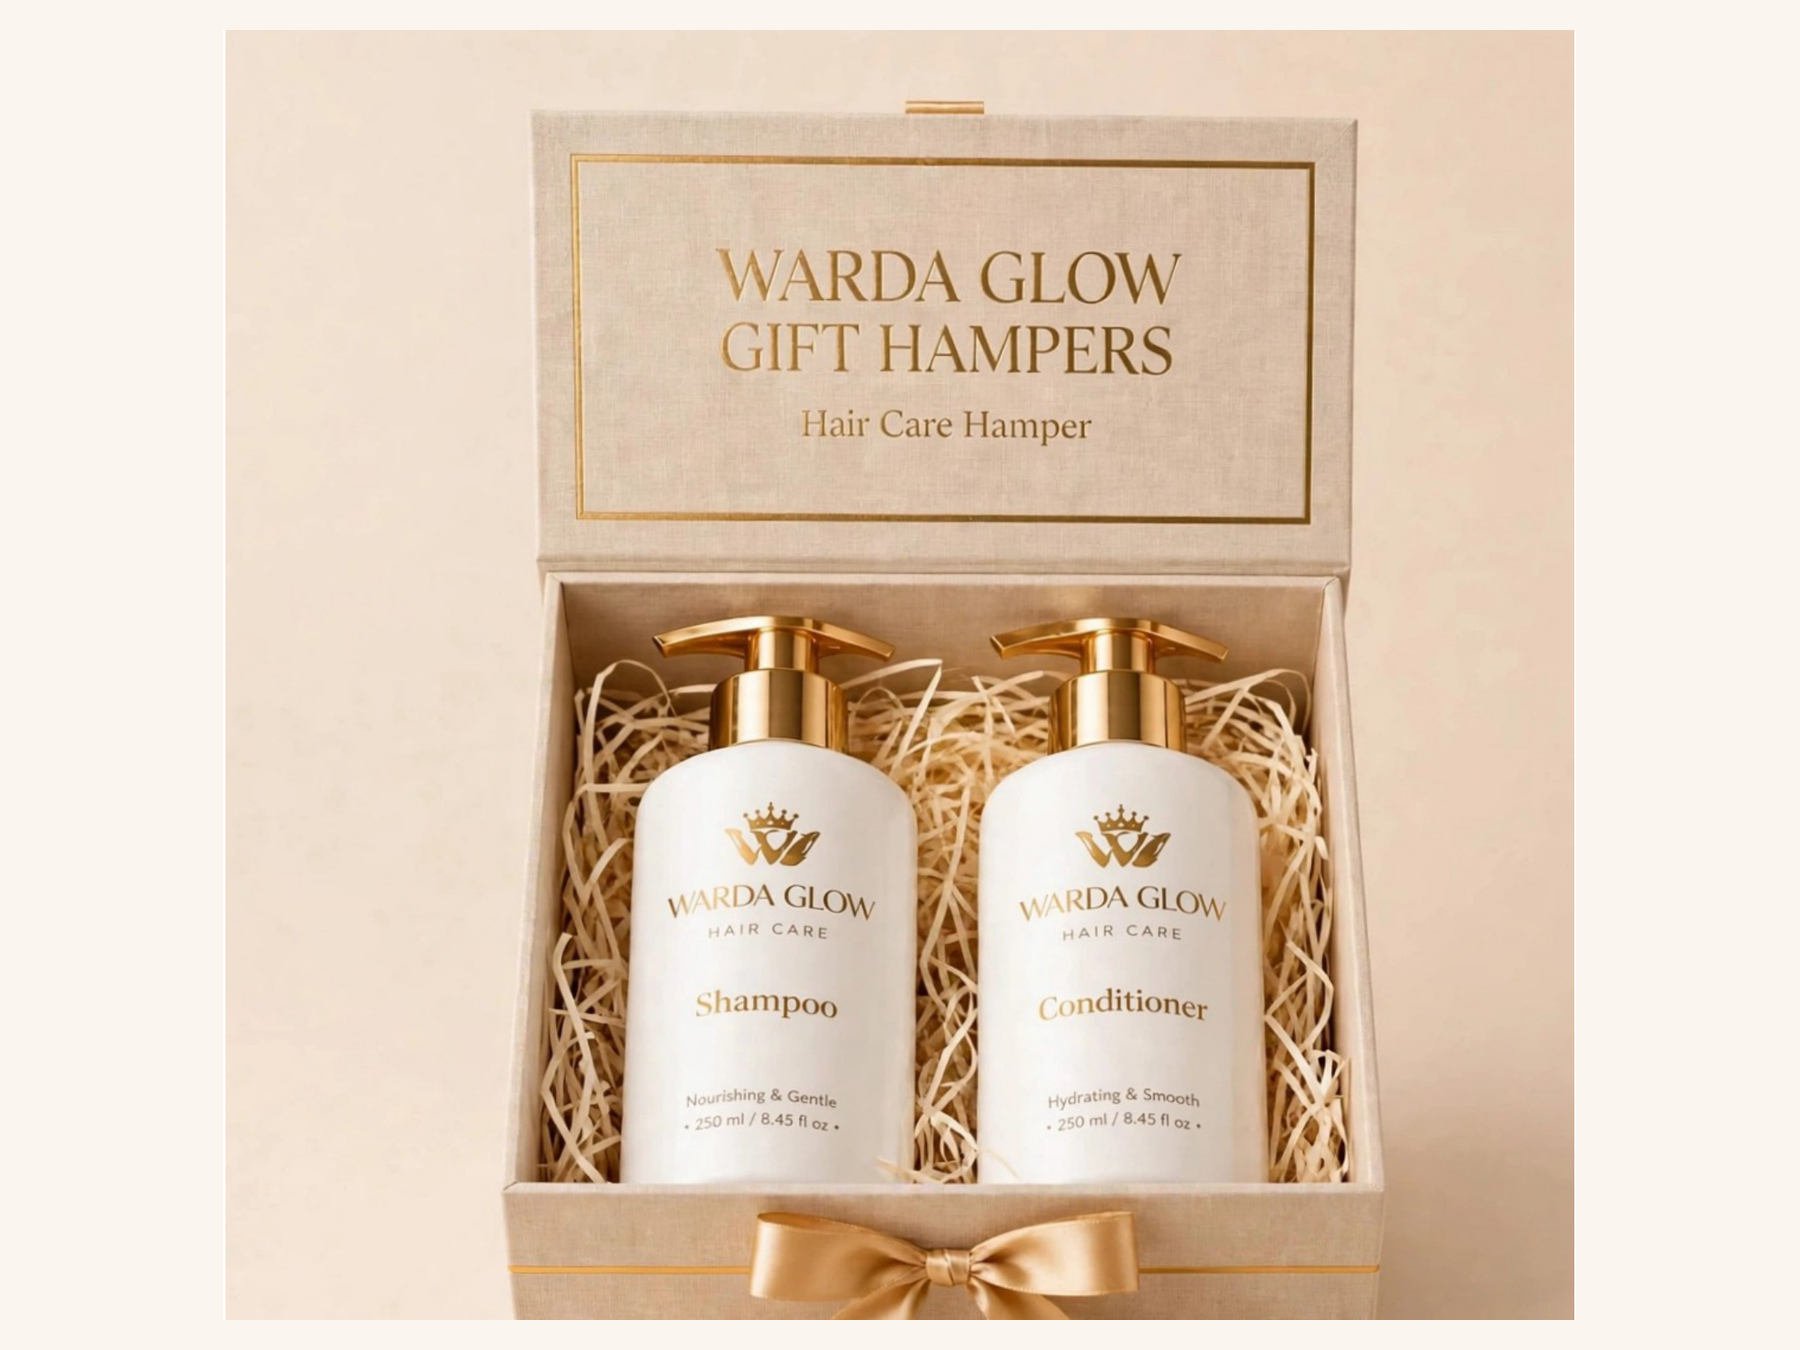 WARDA GLOW
GIFT HAMPERS
Hair Care Hamper
WARDA GLOW
HAIR CARE
Shampoo
Nourishing & Gentle
• 250 ml / 8.45 fl oz •
WARDA GLOW
HAIR CARE
Conditioner
Hydrating & Smooth
• 250 ml / 8.45 fl oz •